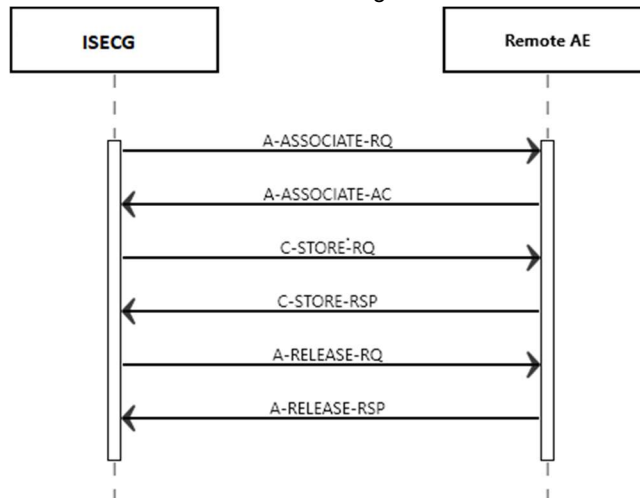 ISECG
Remote AE
A-ASSOCIATE-RQ
A-ASSOCIATE-AC
C-STORE-RQ
C-STORE-RSP
A-RELEASE-RQ
A-RELEASE-RSP